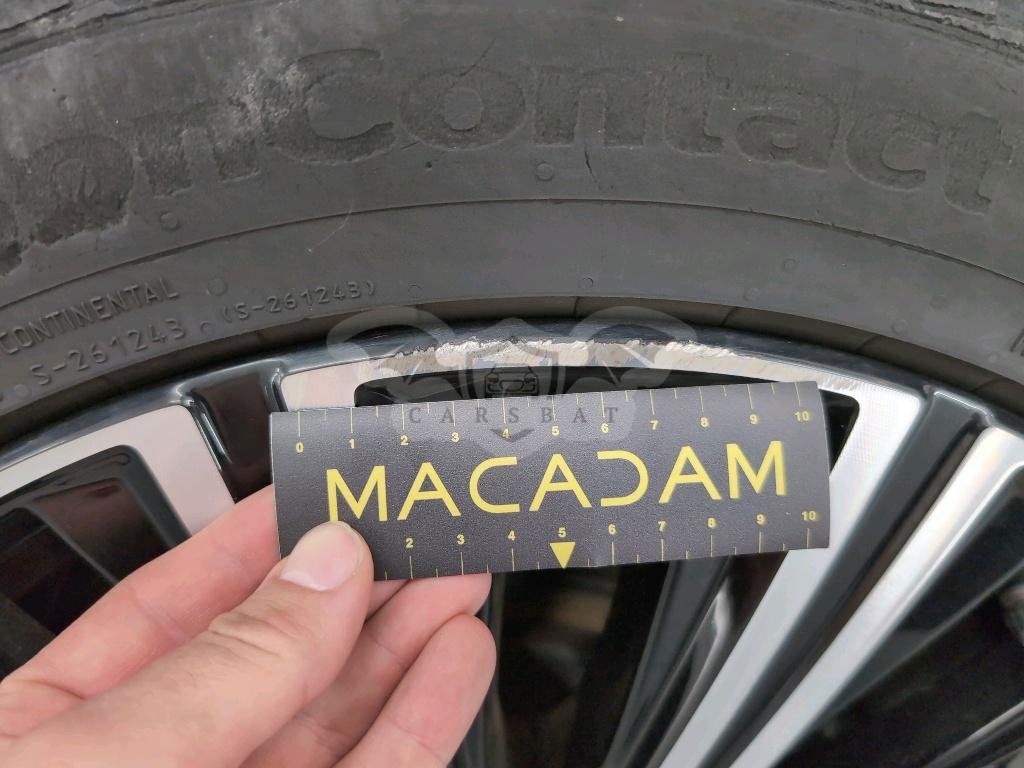 onContact
CONTINENTAL
S-261243 (S-261243)
CARSBAT
0 1 2 3 4 5 6 7 8 9 10
MACADAM
2 3 4 5 6 7 8 9 10